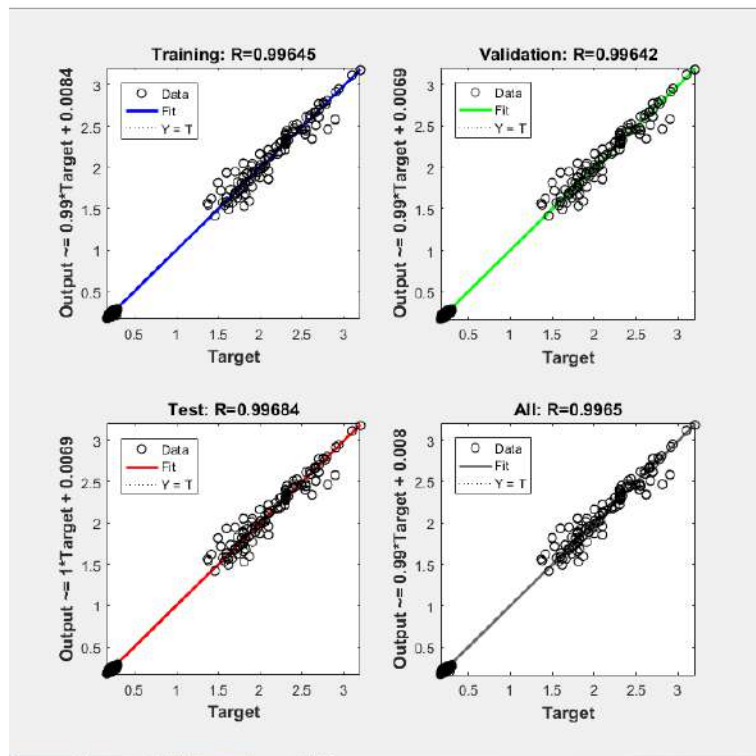 Training: R=0.99645
Output ~= 0.99*Target + 0.0084
3
2.5
2
1.5
1
0.5
Data
Fit
Y = T
0.5 1 1.5 2 2.5 3
Target
Validation: R=0.99642
Output ~= 0.99*Target + 0.0069
3
2.5
2
1.5
1
0.5
Data
Fit
Y = T
0.5 1 1.5 2 2.5 3
Target
Test: R=0.99684
Output ~= 1*Target + 0.0069
3
2.5
2
1.5
1
0.5
Data
Fit
Y = T
0.5 1 1.5 2 2.5 3
Target
All: R=0.9965
Output ~= 0.99*Target + 0.008
3
2.5
2
1.5
1
0.5
Data
Fit
Y = T
0.5 1 1.5 2 2.5 3
Target